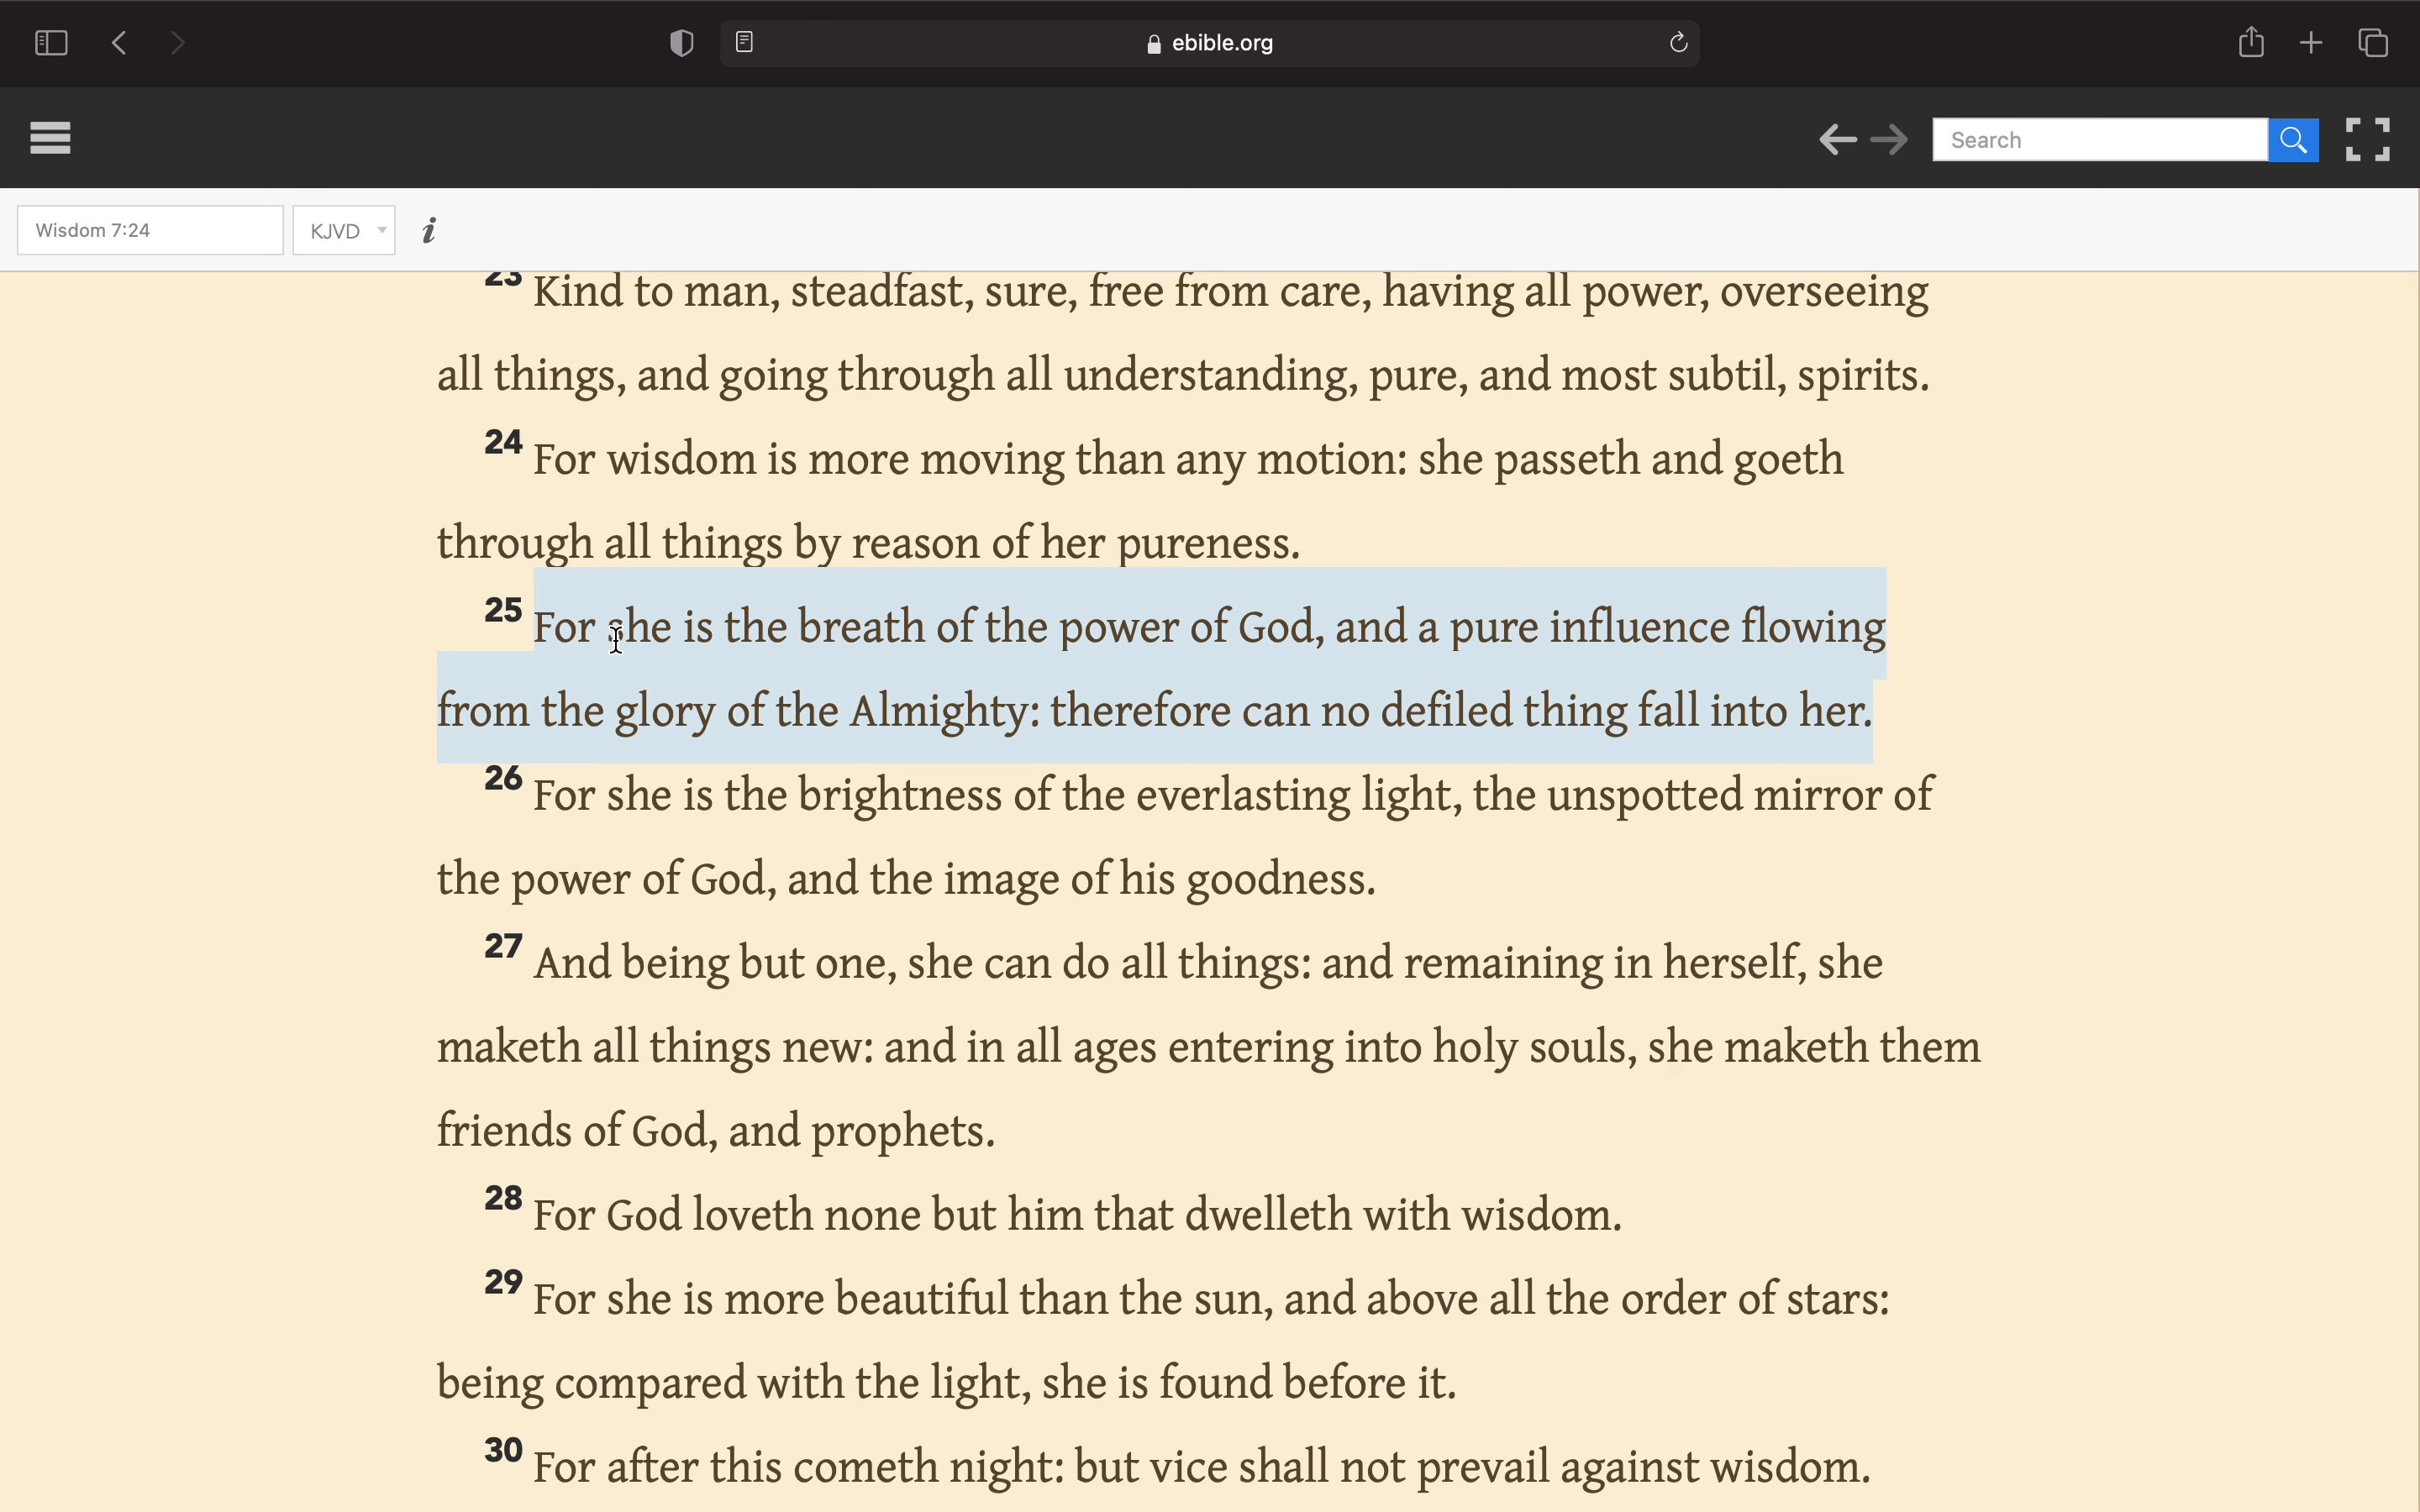 ebible.org
Search
Wisdom 7:24 KJVD i
23 Kind to man, steadfast, sure, free from care, having all power, overseeing
all things, and going through all understanding, pure, and most subtil, spirits.
24 For wisdom is more moving than any motion: she passeth and goeth
through all things by reason of her pureness.
25 For she is the breath of the power of God, and a pure influence flowing
from the glory of the Almighty: therefore can no defiled thing fall into her.
26 For she is the brightness of the everlasting light, the unspotted mirror of
the power of God, and the image of his goodness.
27 And being but one, she can do all things: and remaining in herself, she
maketh all things new: and in all ages entering into holy souls, she maketh them
friends of God, and prophets.
28 For God loveth none but him that dwelleth with wisdom.
29 For she is more beautiful than the sun, and above all the order of stars:
being compared with the light, she is found before it.
30 For after this cometh night: but vice shall not prevail against wisdom.